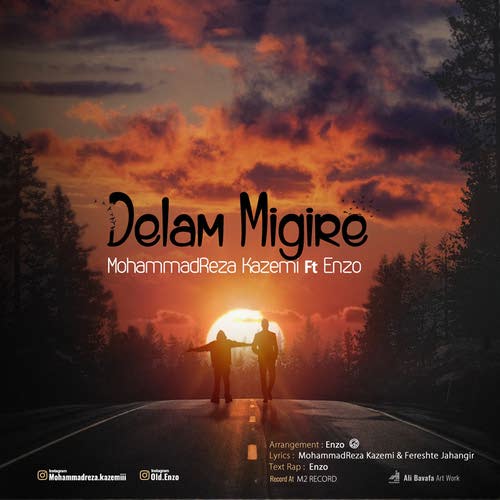 Delam Migire
MohammadReza Kazemi Ft Enzo
Arrangement : Enzo
Lyrics : MohammadReza Kazemi & Fereshte Jahangir
Text Rap : Enzo
Record At M2 RECORD
Instagram
Mohammadreza.kazemiii
Instagram
Old.Enzo
Ali Bavafa Art Work